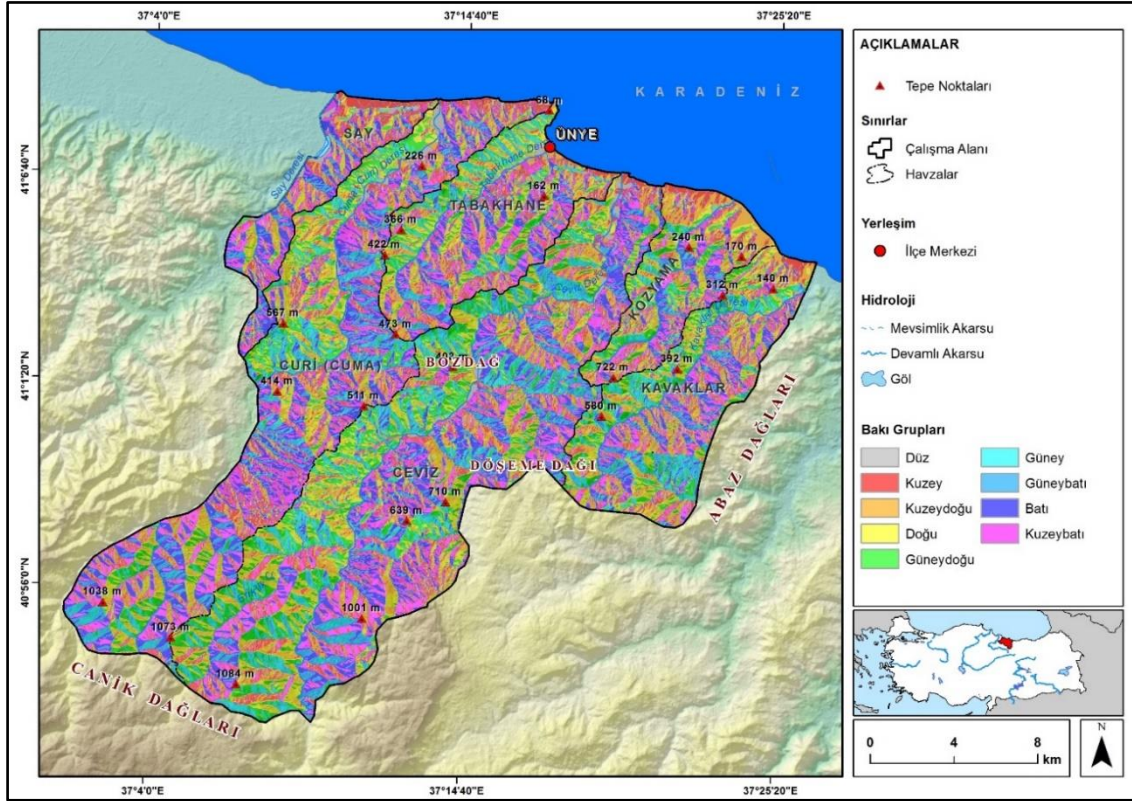 37°4'0"E
37°14'40"E
37°25'20"E
41°6'40"N
41°1'20"N
40°56'0"N
KARADENİZ
68 m
ÜNYE
SAY
Say Deresi
226 m
162 m
TABAKHANE
366 m
422 m
240 m
170 m
KOZYAMA
312 m
140 m
567 m
473 m
CURİ (CUMA)
BOZDAĞ
722 m
392 m
KAVAKLAR
414 m
511 m
580 m
CEVİZ
DÖŞEME DAĞI
ABAZ DAĞLARI
710 m
639 m
1038 m
1001 m
1073 m
1084 m
CANİK DAĞLARI
37°4'0"E
37°14'40"E
37°25'20"E
AÇIKLAMALAR
Tepe Noktaları
Sınırlar
Çalışma Alanı
Havzalar
Yerleşim
İlçe Merkezi
Hidroloji
Mevsimlik Akarsu
Devamlı Akarsu
Göl
Bakı Grupları
Düz
Kuzey
Kuzeydoğu
Doğu
Güneydoğu
Güney
Güneybatı
Batı
Kuzeybatı
0 4 8
km
N